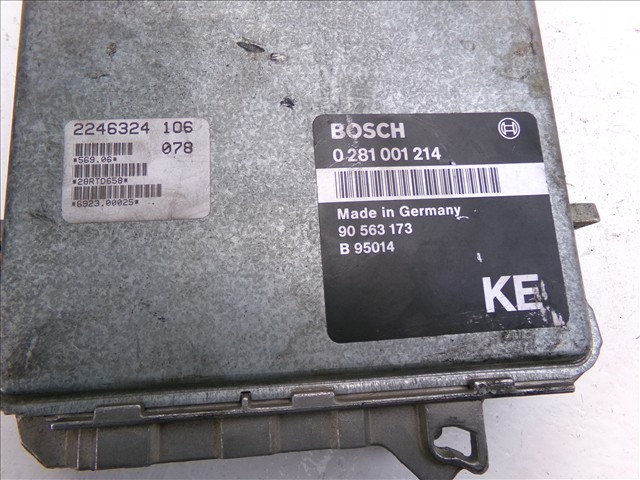 2246324 106
078
*569.06*
*28RTD658*
*6923.00025*
BOSCH
0 281 001 214
Made in Germany
90 563 173
B 95014
KE